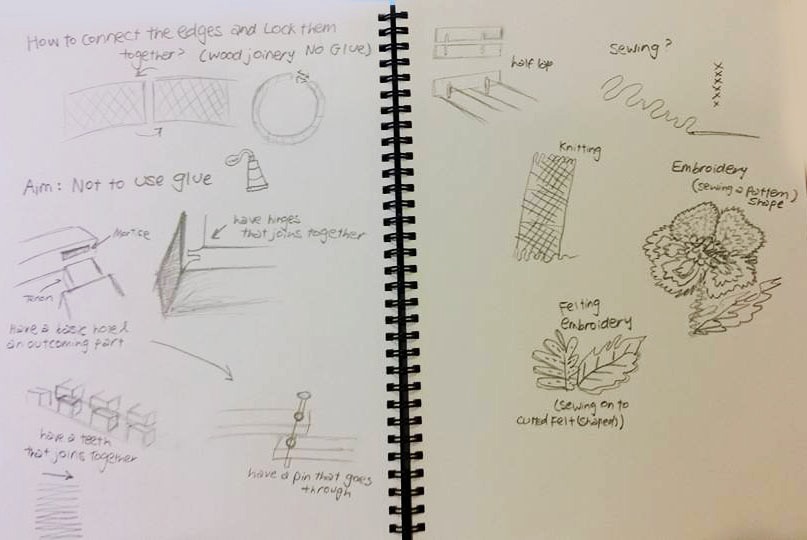 How to connect the edges and Lock them
together? (wood joinery No Glue)
Aim: Not to use glue
Mortise
Tenon
have hinges
that joins together
Have a basic hole &
an outcoming part
have a teeth
that joins together
have a pin that goes
through
half lap
sewing?
Knitting
Embroidery
(sewing a pattern)
shape
Felting
embroidery
(sewing on to
cutted felt (shaped))